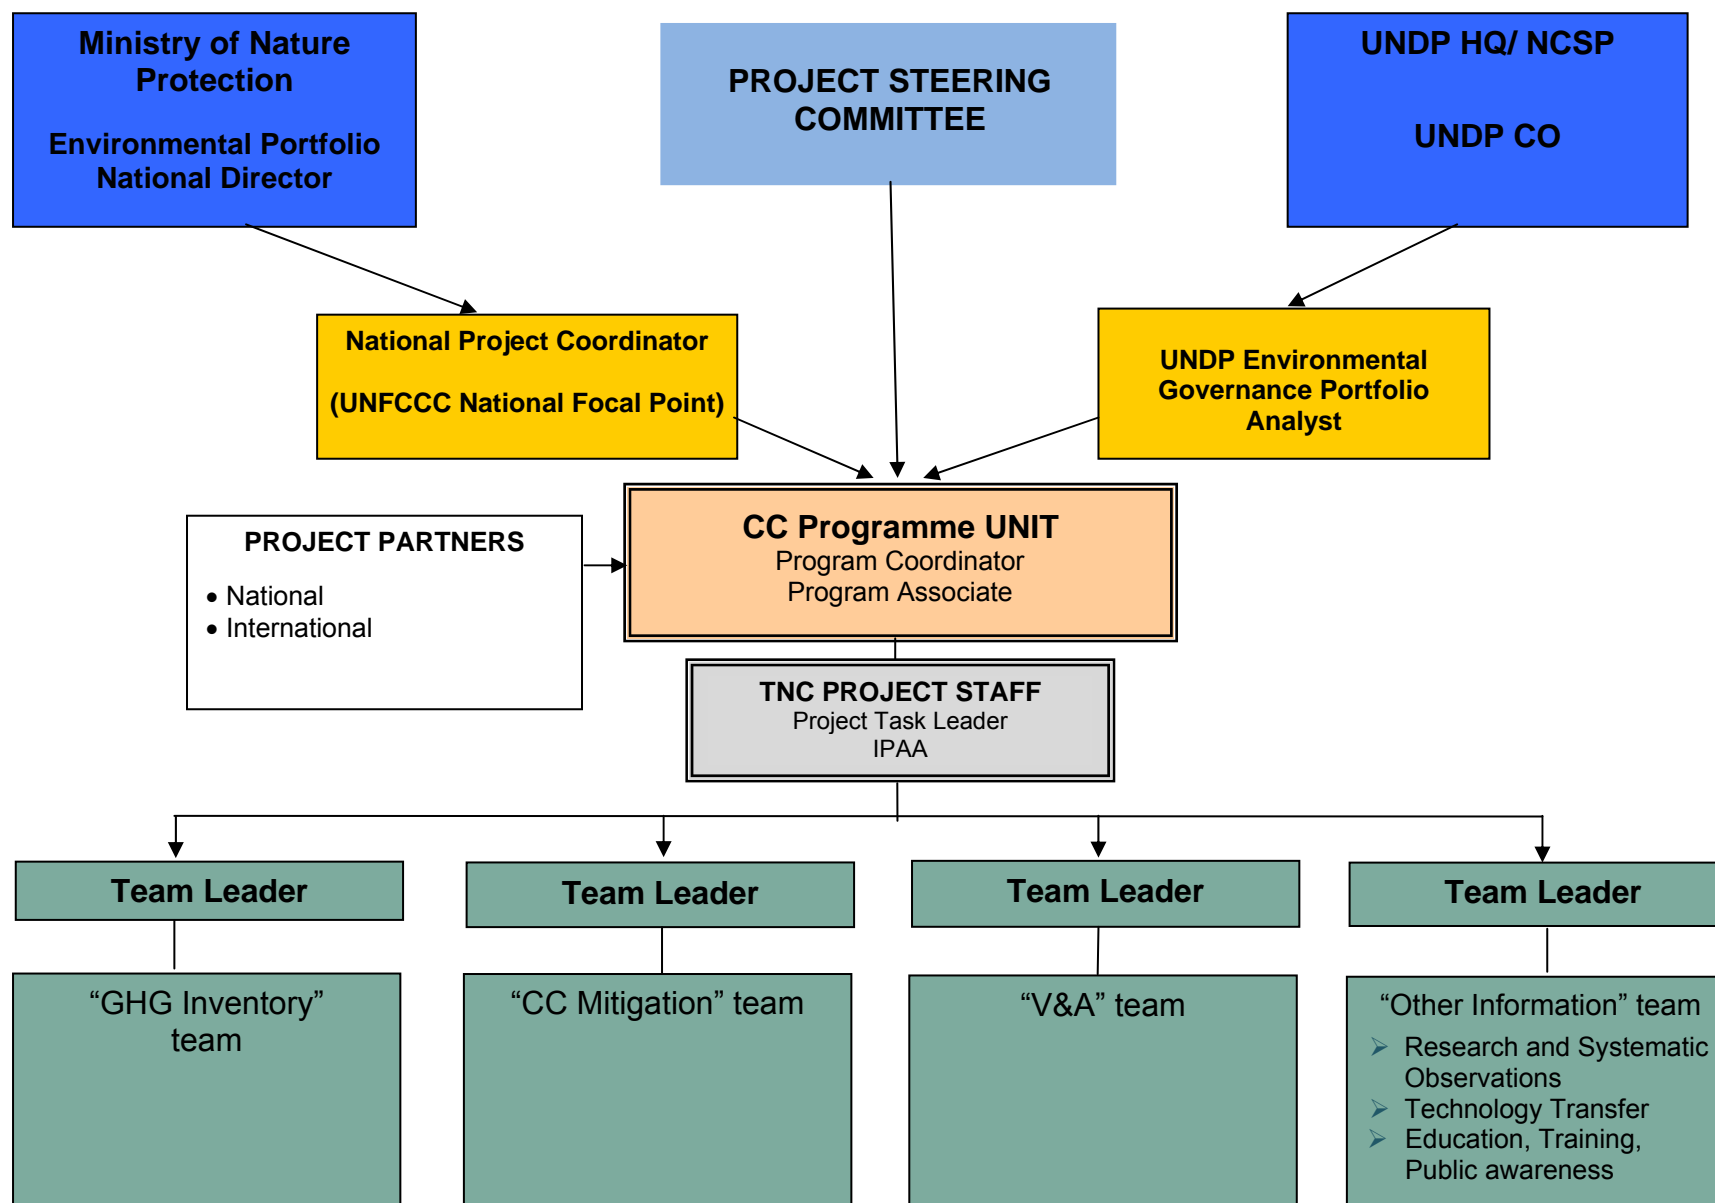 Ministry of Nature
Protection
Environmental Portfolio
National Director
PROJECT STEERING
COMMITTEE
UNDP HQ/ NCSP
UNDP CO
National Project Coordinator
(UNFCCC National Focal Point)
UNDP Environmental
Governance Portfolio
Analyst
PROJECT PARTNERS
• National
• International
CC Programme UNIT
Program Coordinator
Program Associate
TNC PROJECT STAFF
Project Task Leader
IPAA
Team Leader
Team Leader
Team Leader
Team Leader
“GHG Inventory”
team
“CC Mitigation” team
“V&A” team
“Other Information” team
➢ Research and Systematic
Observations
➢ Technology Transfer
➢ Education, Training,
Public awareness